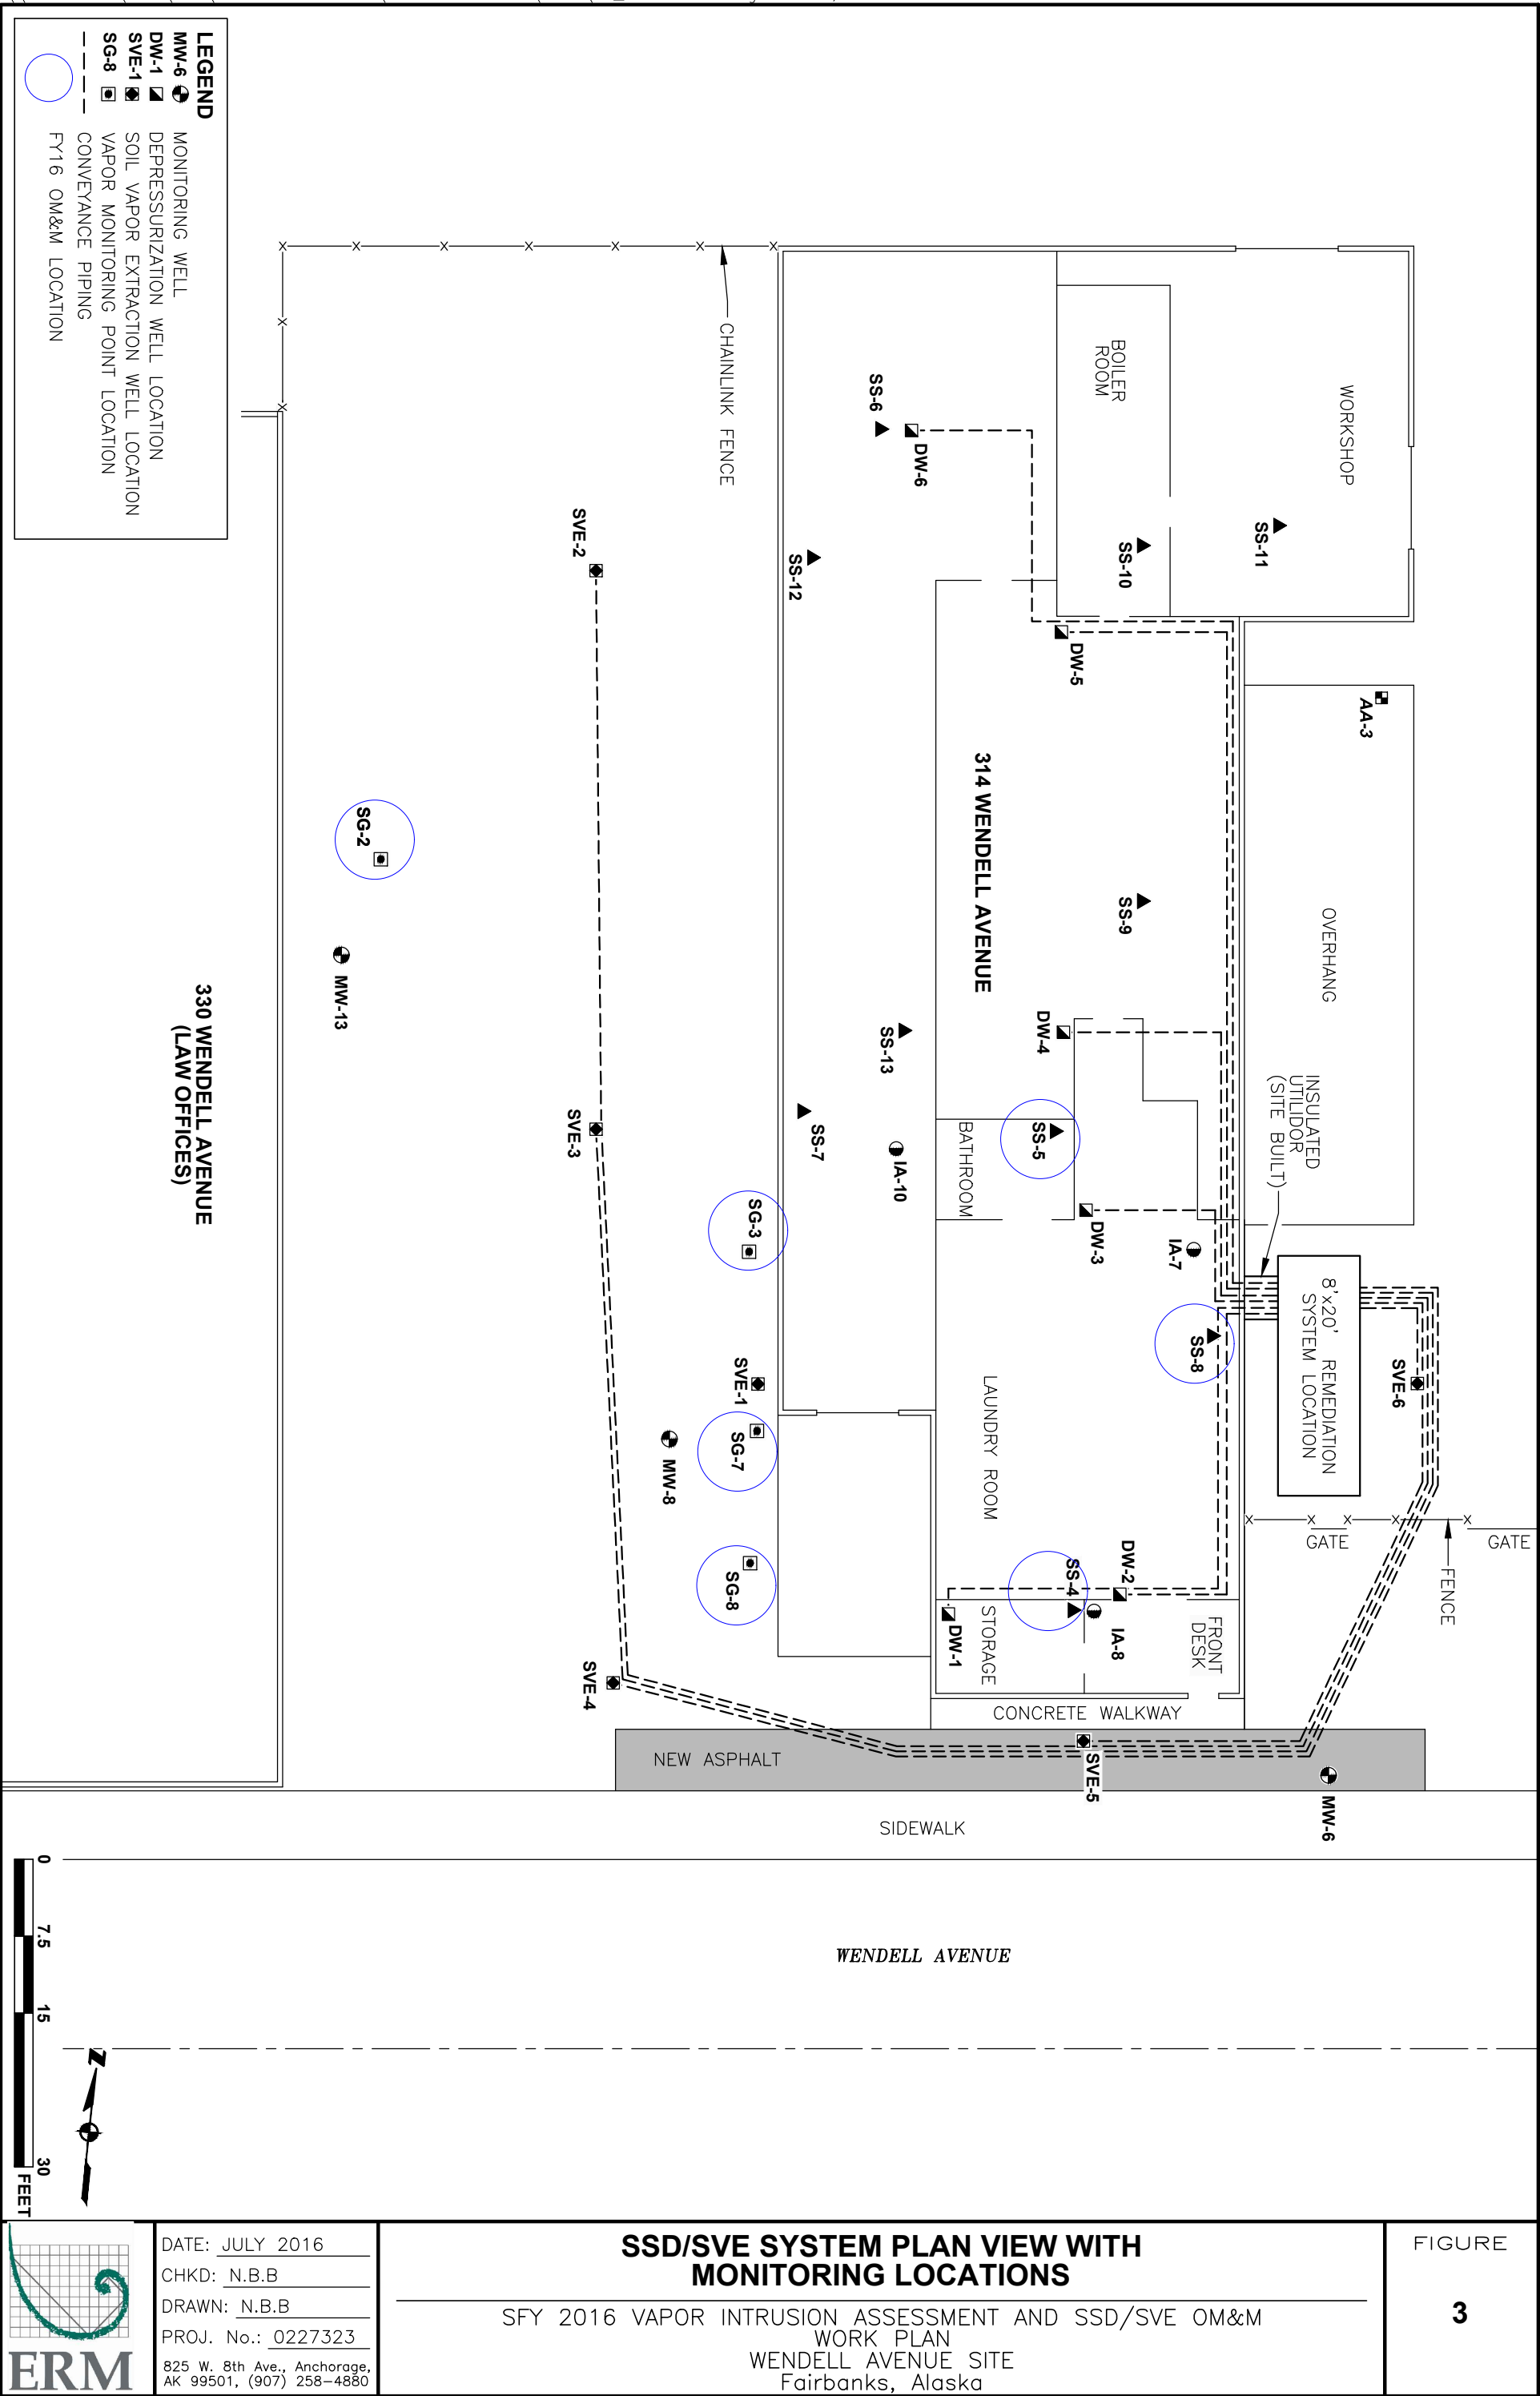 LEGEND
MW-6 MONITORING WELL
DW-1 DEPRESSURIZATION WELL LOCATION
SVE-1 SOIL VAPOR EXTRACTION WELL LOCATION
SG-8 VAPOR MONITORING POINT LOCATION
CONVEYANCE PIPING
FY16 OM&M LOCATION
WORKSHOP
BOILER
ROOM
SS-11
SS-10
SS-6
DW-6
SS-12
DW-5
CHAINLINK FENCE
SVE-2
AA-3
OVERHANG
314 WENDELL AVENUE
SS-9
SG-2
MW-13
330 WENDELL AVENUE
(LAW OFFICES)
DW-4
SS-13
SS-7
SS-5
IA-10
BATHROOM
SVE-3
SG-3
DW-3
IA-7
INSULATED
UTILIDOR
(SITE BUILT)
8'x20' REMEDIATION
SYSTEM LOCATION
SS-8
SVE-6
SVE-1
SG-7
MW-8
LAUNDRY ROOM
GATE
GATE
FENCE
SG-8
SS-4
DW-2
DW-1
IA-8
STORAGE
FRONT
DESK
SVE-4
CONCRETE WALKWAY
NEW ASPHALT
SVE-5
MW-6
SIDEWALK
WENDELL AVENUE
0 7.5 15 30
FEET
N
ERM
DATE: JULY 2016
CHKD: N.B.B
DRAWN: N.B.B
PROJ. No.: 0227323
825 W. 8th Ave., Anchorage,
AK 99501, (907) 258-4880
SSD/SVE SYSTEM PLAN VIEW WITH
MONITORING LOCATIONS
SFY 2016 VAPOR INTRUSION ASSESSMENT AND SSD/SVE OM&M
WORK PLAN
WENDELL AVENUE SITE
Fairbanks, Alaska
FIGURE
3